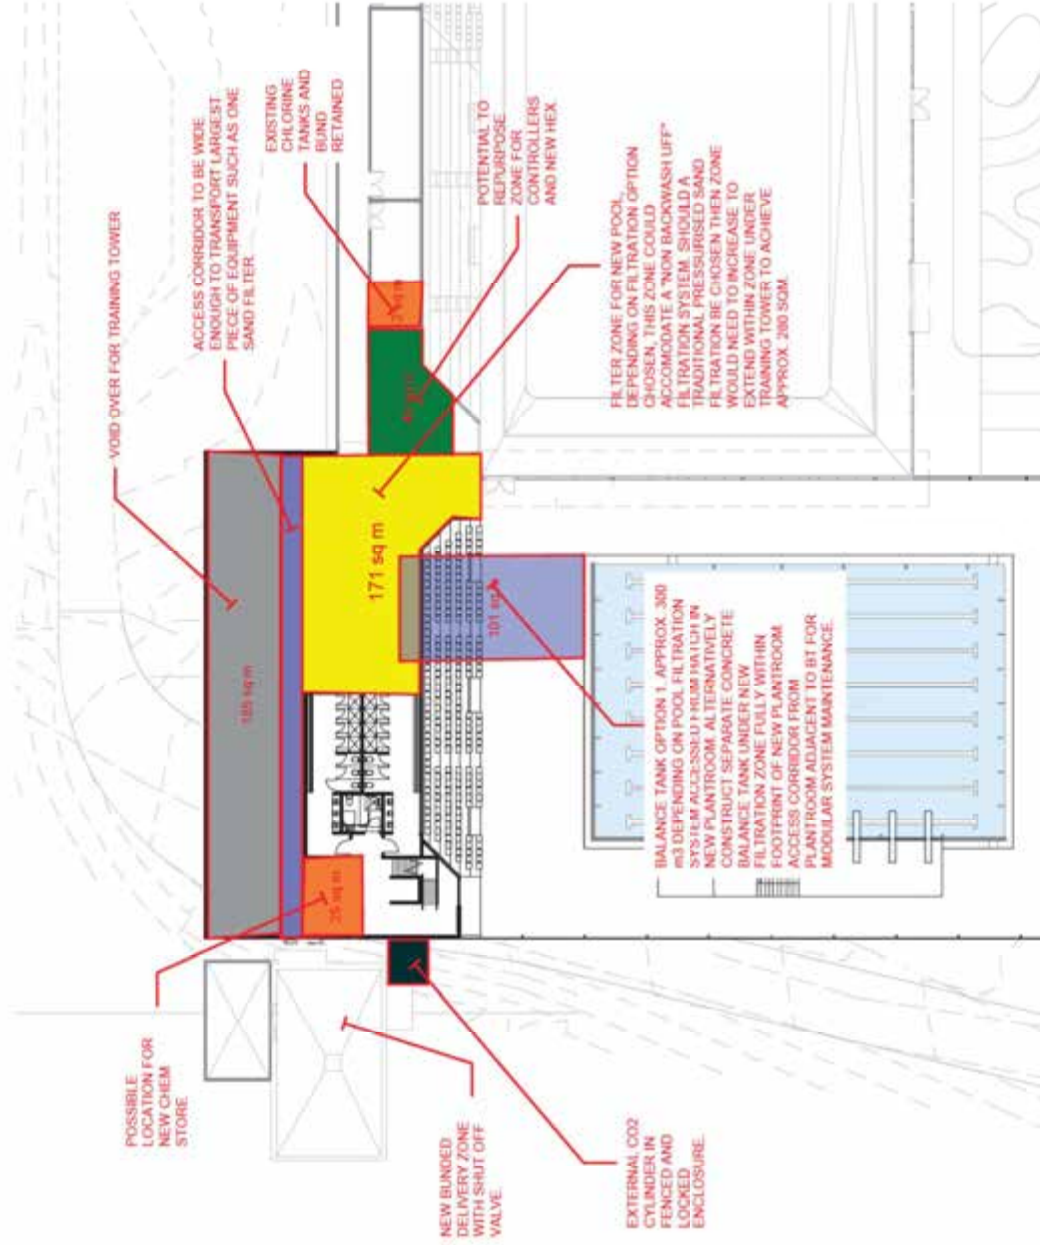 VOID OVER FOR TRAINING TOWER
ACCESS CORRIDOR TO BE WIDE
ENOUGH TO TRANSPORT LARGEST
PIECE OF EQUIPMENT SUCH AS ONE
SAND FILTER.
EXISTING
CHLORINE
TANKS AND
BUND
RETAINED
POTENTIAL TO
REPURPOSE
ZONE FOR
CONTROLLERS
AND NEW HEX
FILTER ZONE FOR NEW POOL,
DEPENDING ON FILTRATION OPTION
CHOSEN, THIS ZONE COULD
ACCOMODATE A "NON BACKWASH UFF"
FILTRATION SYSTEM. SHOULD A
TRADITIONAL PRESSURISED SAND
FILTRATION BE CHOSEN THEN ZONE
WOULD NEED TO INCREASE TO
EXTEND WITHIN ZONE UNDER
TRAINING TOWER TO ACHIEVE
APPROX. 280 SQM.
171 sq m
101 sq
25 sq m
BALANCE TANK OPTION 1. APPROX. 300
m3 DEPENDING ON POOL FILTRATION
SYSTEM ACCESSED FROM HATCH IN
NEW PLANTROOM. ALTERNATIVELY
CONSTRUCT SEPARATE CONCRETE
BALANCE TANK UNDER NEW
FILTRATION ZONE FULLY WITHIN
FOOTPRINT OF NEW PLANTROOM
ACCESS CORRIDOR FROM
PLANTROOM ADJACENT TO BT FOR
MODULAR SYSTEM MAINTENANCE.
POSSIBLE
LOCATION FOR
NEW CHEM
STORE
NEW BUNDED
DELIVERY ZONE
WITH SHUT OFF
VALVE.
EXTERNAL CO2
CYLINDER IN
FENCED AND
LOCKED
ENCLOSURE.